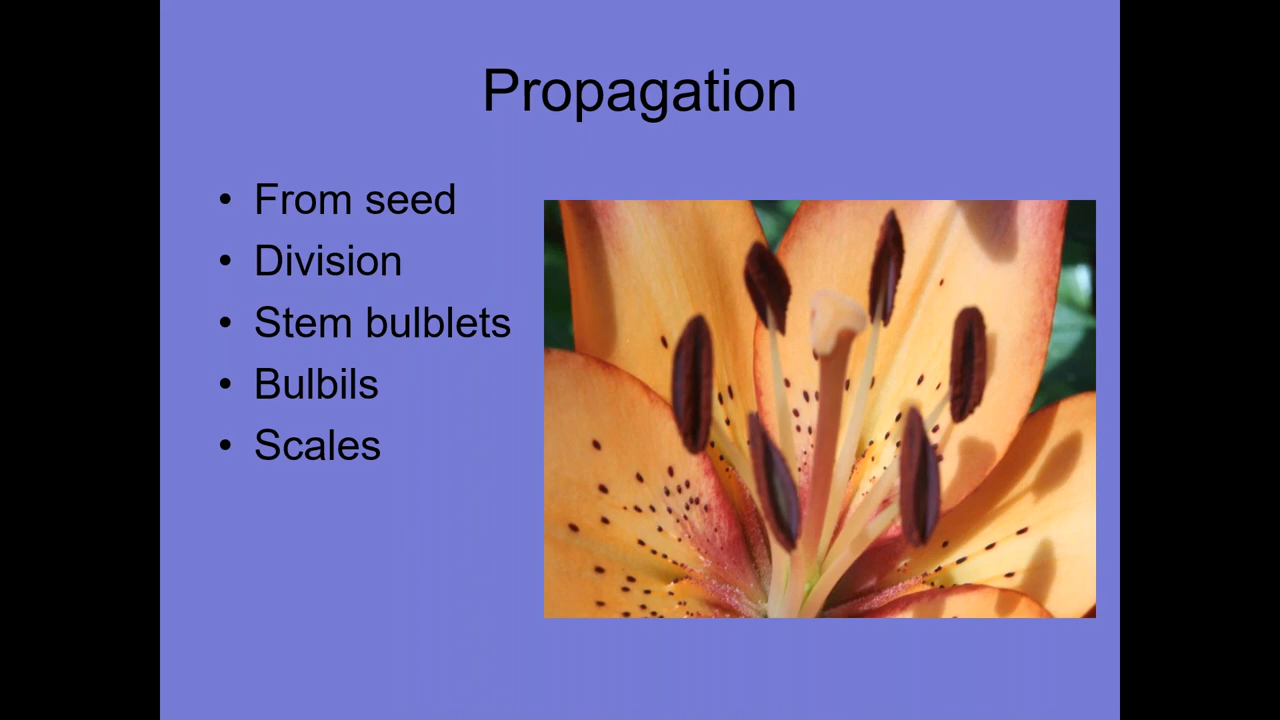 Propagation
• From seed
• Division
• Stem bulblets
• Bulbils
• Scales